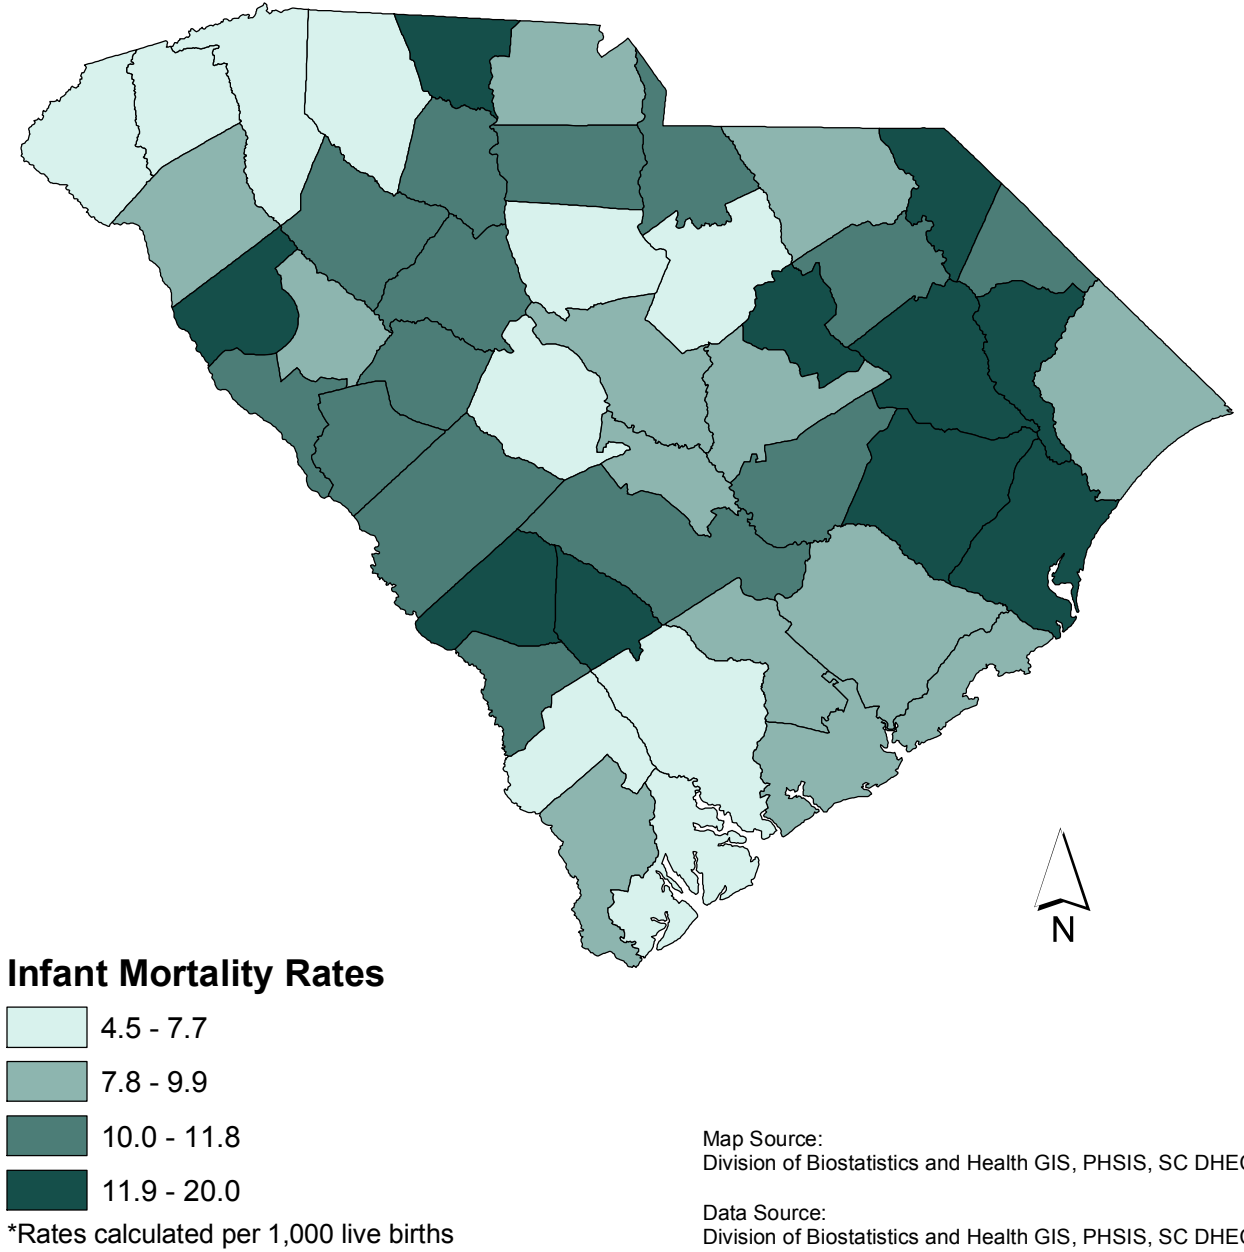 N
Infant Mortality Rates
4.5 - 7.7
7.8 - 9.9
10.0 - 11.8
11.9 - 20.0
*Rates calculated per 1,000 live births
Map Source:
Division of Biostatistics and Health GIS, PHSIS, SC DHEC
Data Source:
Division of Biostatistics and Health GIS, PHSIS, SC DHEC